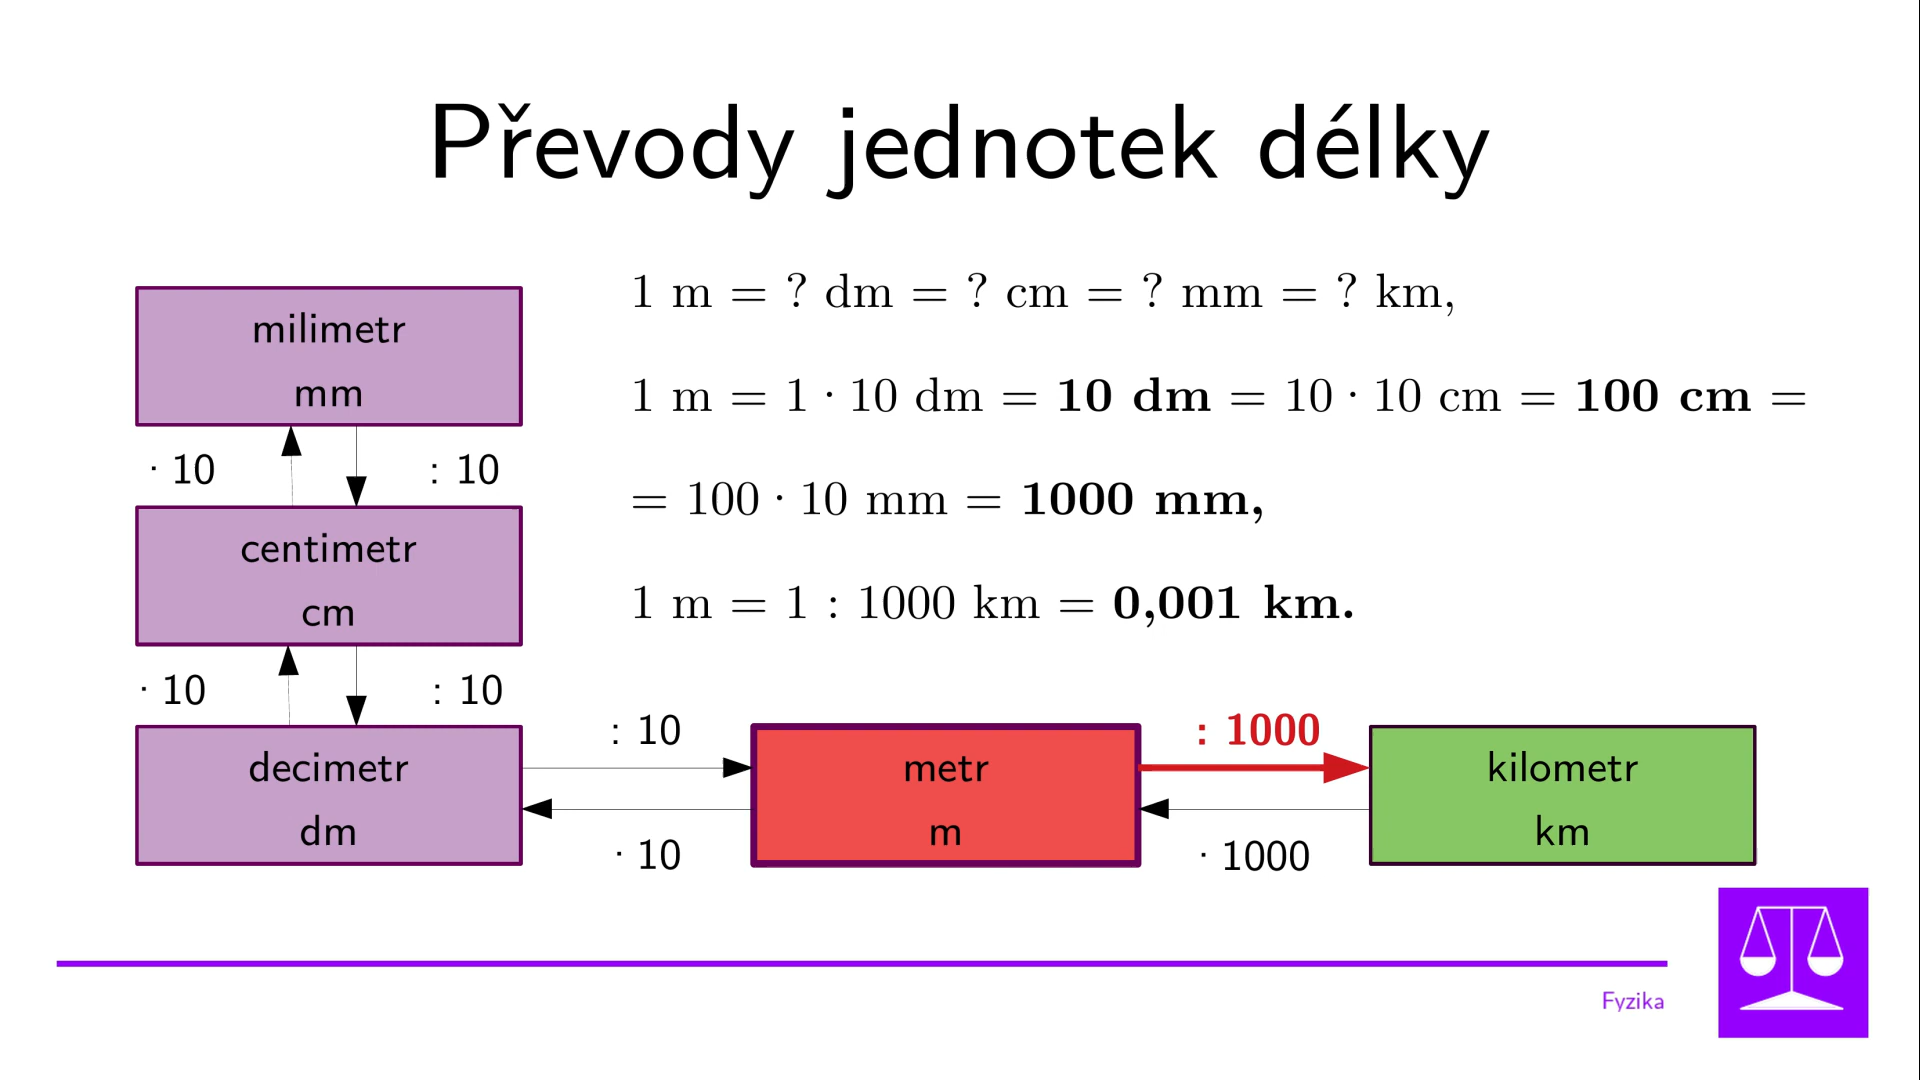 Převody jednotek délky
1 m = ? dm = ? cm = ? mm = ? km,
1 m = 1 · 10 dm = 10 dm = 10 · 10 cm = 100 cm =
= 100 · 10 mm = 1000 mm,
1 m = 1 : 1000 km = 0,001 km.
milimetr
mm
· 10
: 10
centimetr
cm
· 10
: 10
decimetr
dm
: 10
· 10
metr
m
: 1000
· 1000
kilometr
km
Fyzika